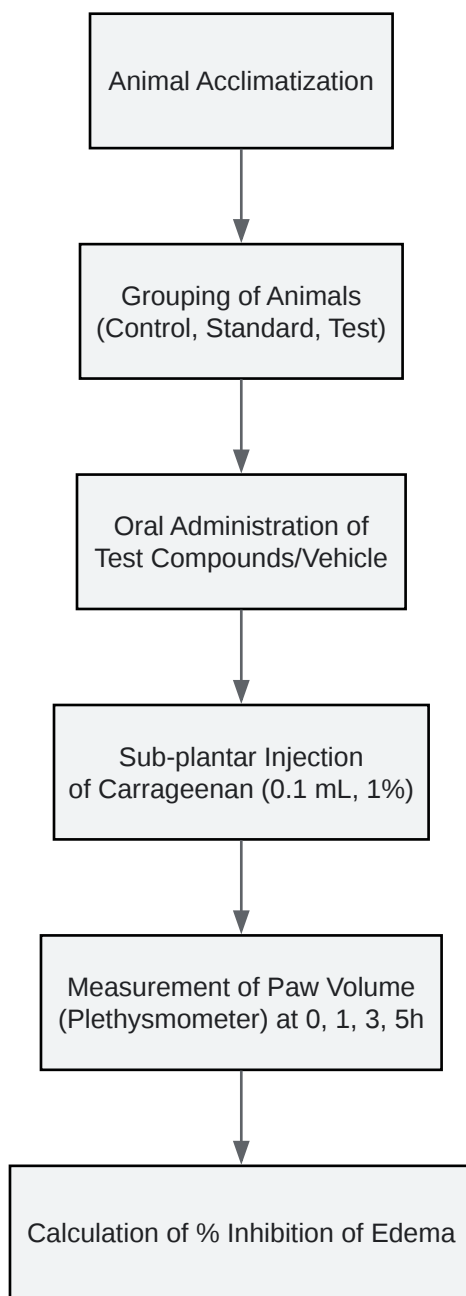 Animal Acclimatization
Grouping of Animals
(Control, Standard, Test)
Oral Administration of
Test Compounds/Vehicle
Sub-plantar Injection
of Carrageenan (0.1 mL, 1%)
Measurement of Paw Volume
(Plethysmometer) at 0, 1, 3, 5h
Calculation of % Inhibition of Edema